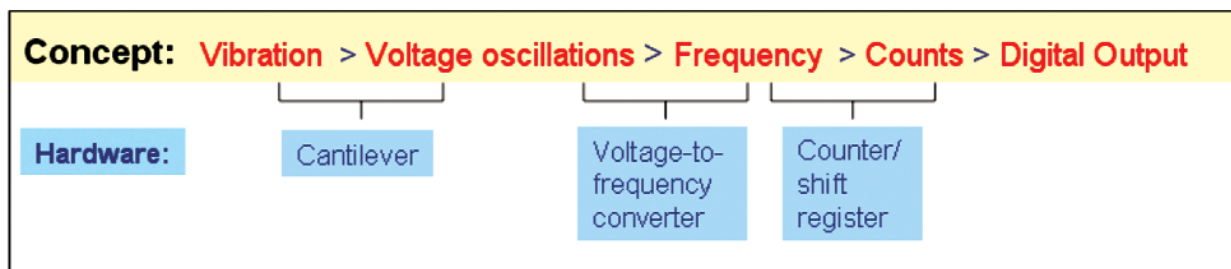 Concept: Vibration > Voltage oscillations > Frequency > Counts > Digital Output
Hardware:
Cantilever
Voltage-to-
frequency
converter
Counter/
shift
register